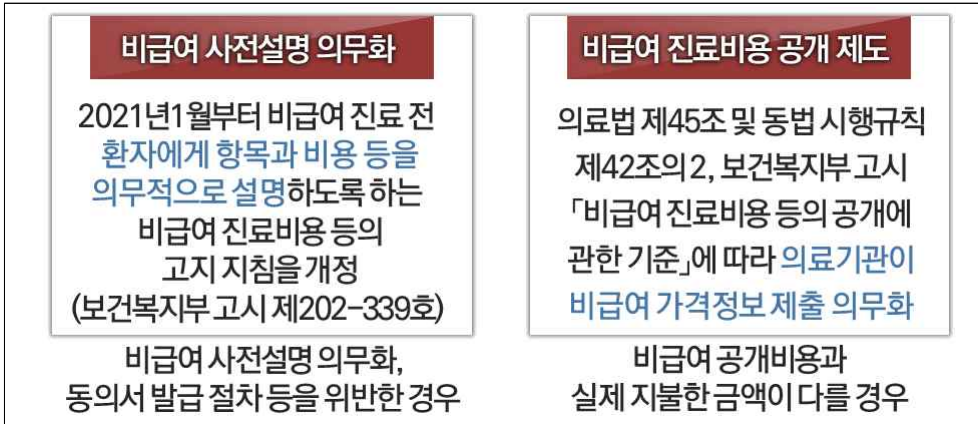 비급여 사전설명 의무화
2021년1월부터 비급여 진료 전
환자에게 항목과 비용 등을
의무적으로 설명하도록 하는
비급여 진료비용 등의
고지 지침을 개정
(보건복지부 고시 제202-339호)
비급여 사전설명 의무화,
동의서 발급 절차 등을 위반한 경우
비급여 진료비용 공개 제도
의료법 제45조 및 동법 시행규칙
제42조의 2, 보건복지부 고시
「비급여 진료비용 등의 공개에
관한 기준」에 따라 의료기관이
비급여 가격정보 제출 의무화
비급여 공개비용과
실제 지불한 금액이 다를 경우